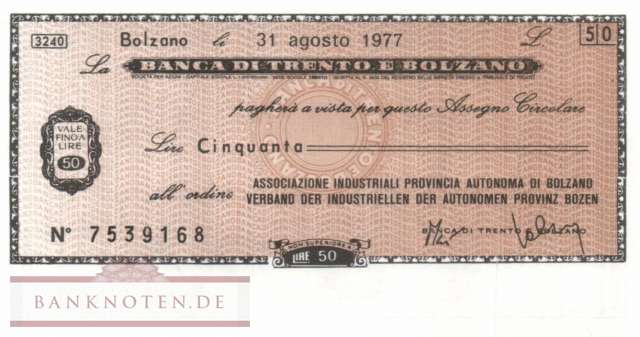 3240 Bolzano li 31 agosto 1977 L. 50
La BANCA DI TRENTO E BOLZANO
pagherà a vista per questo Assegno Circolare
VALE
FINO A
LIRE
50
Lire Cinquanta
all'ordine ASSOCIAZIONE INDUSTRIALI PROVINCIA AUTONOMA DI BOLZANO
VERBAND DER INDUSTRIELLEN DER AUTONOMEN PROVINZ BOZEN
N° 7539168
BANCA DI TRENTO E BOLZANO
NON SUPERIORE A
LIRE 50
BANKNOTEN.DE